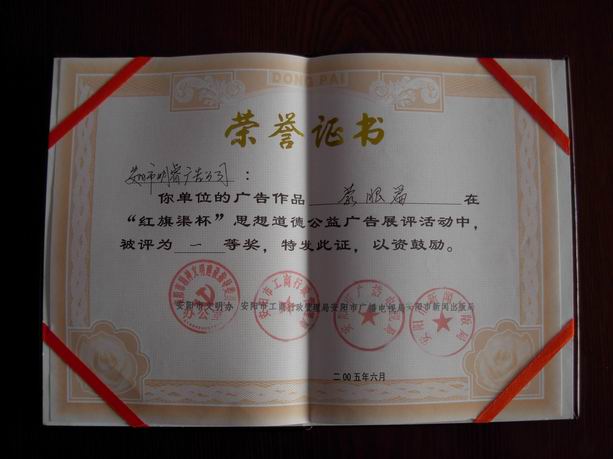 DONG PAI
荣誉证书
安阳市明睿广告公司：
你单位的广告作品 蒙眼篇 在
“红旗渠杯”思想道德公益广告展评活动中，
被评为 一 等奖，特发此证，以资鼓励。
安阳市文明办 安阳市工商行政管理局 安阳市广播电视局 安阳市新闻出版局
二00五年六月